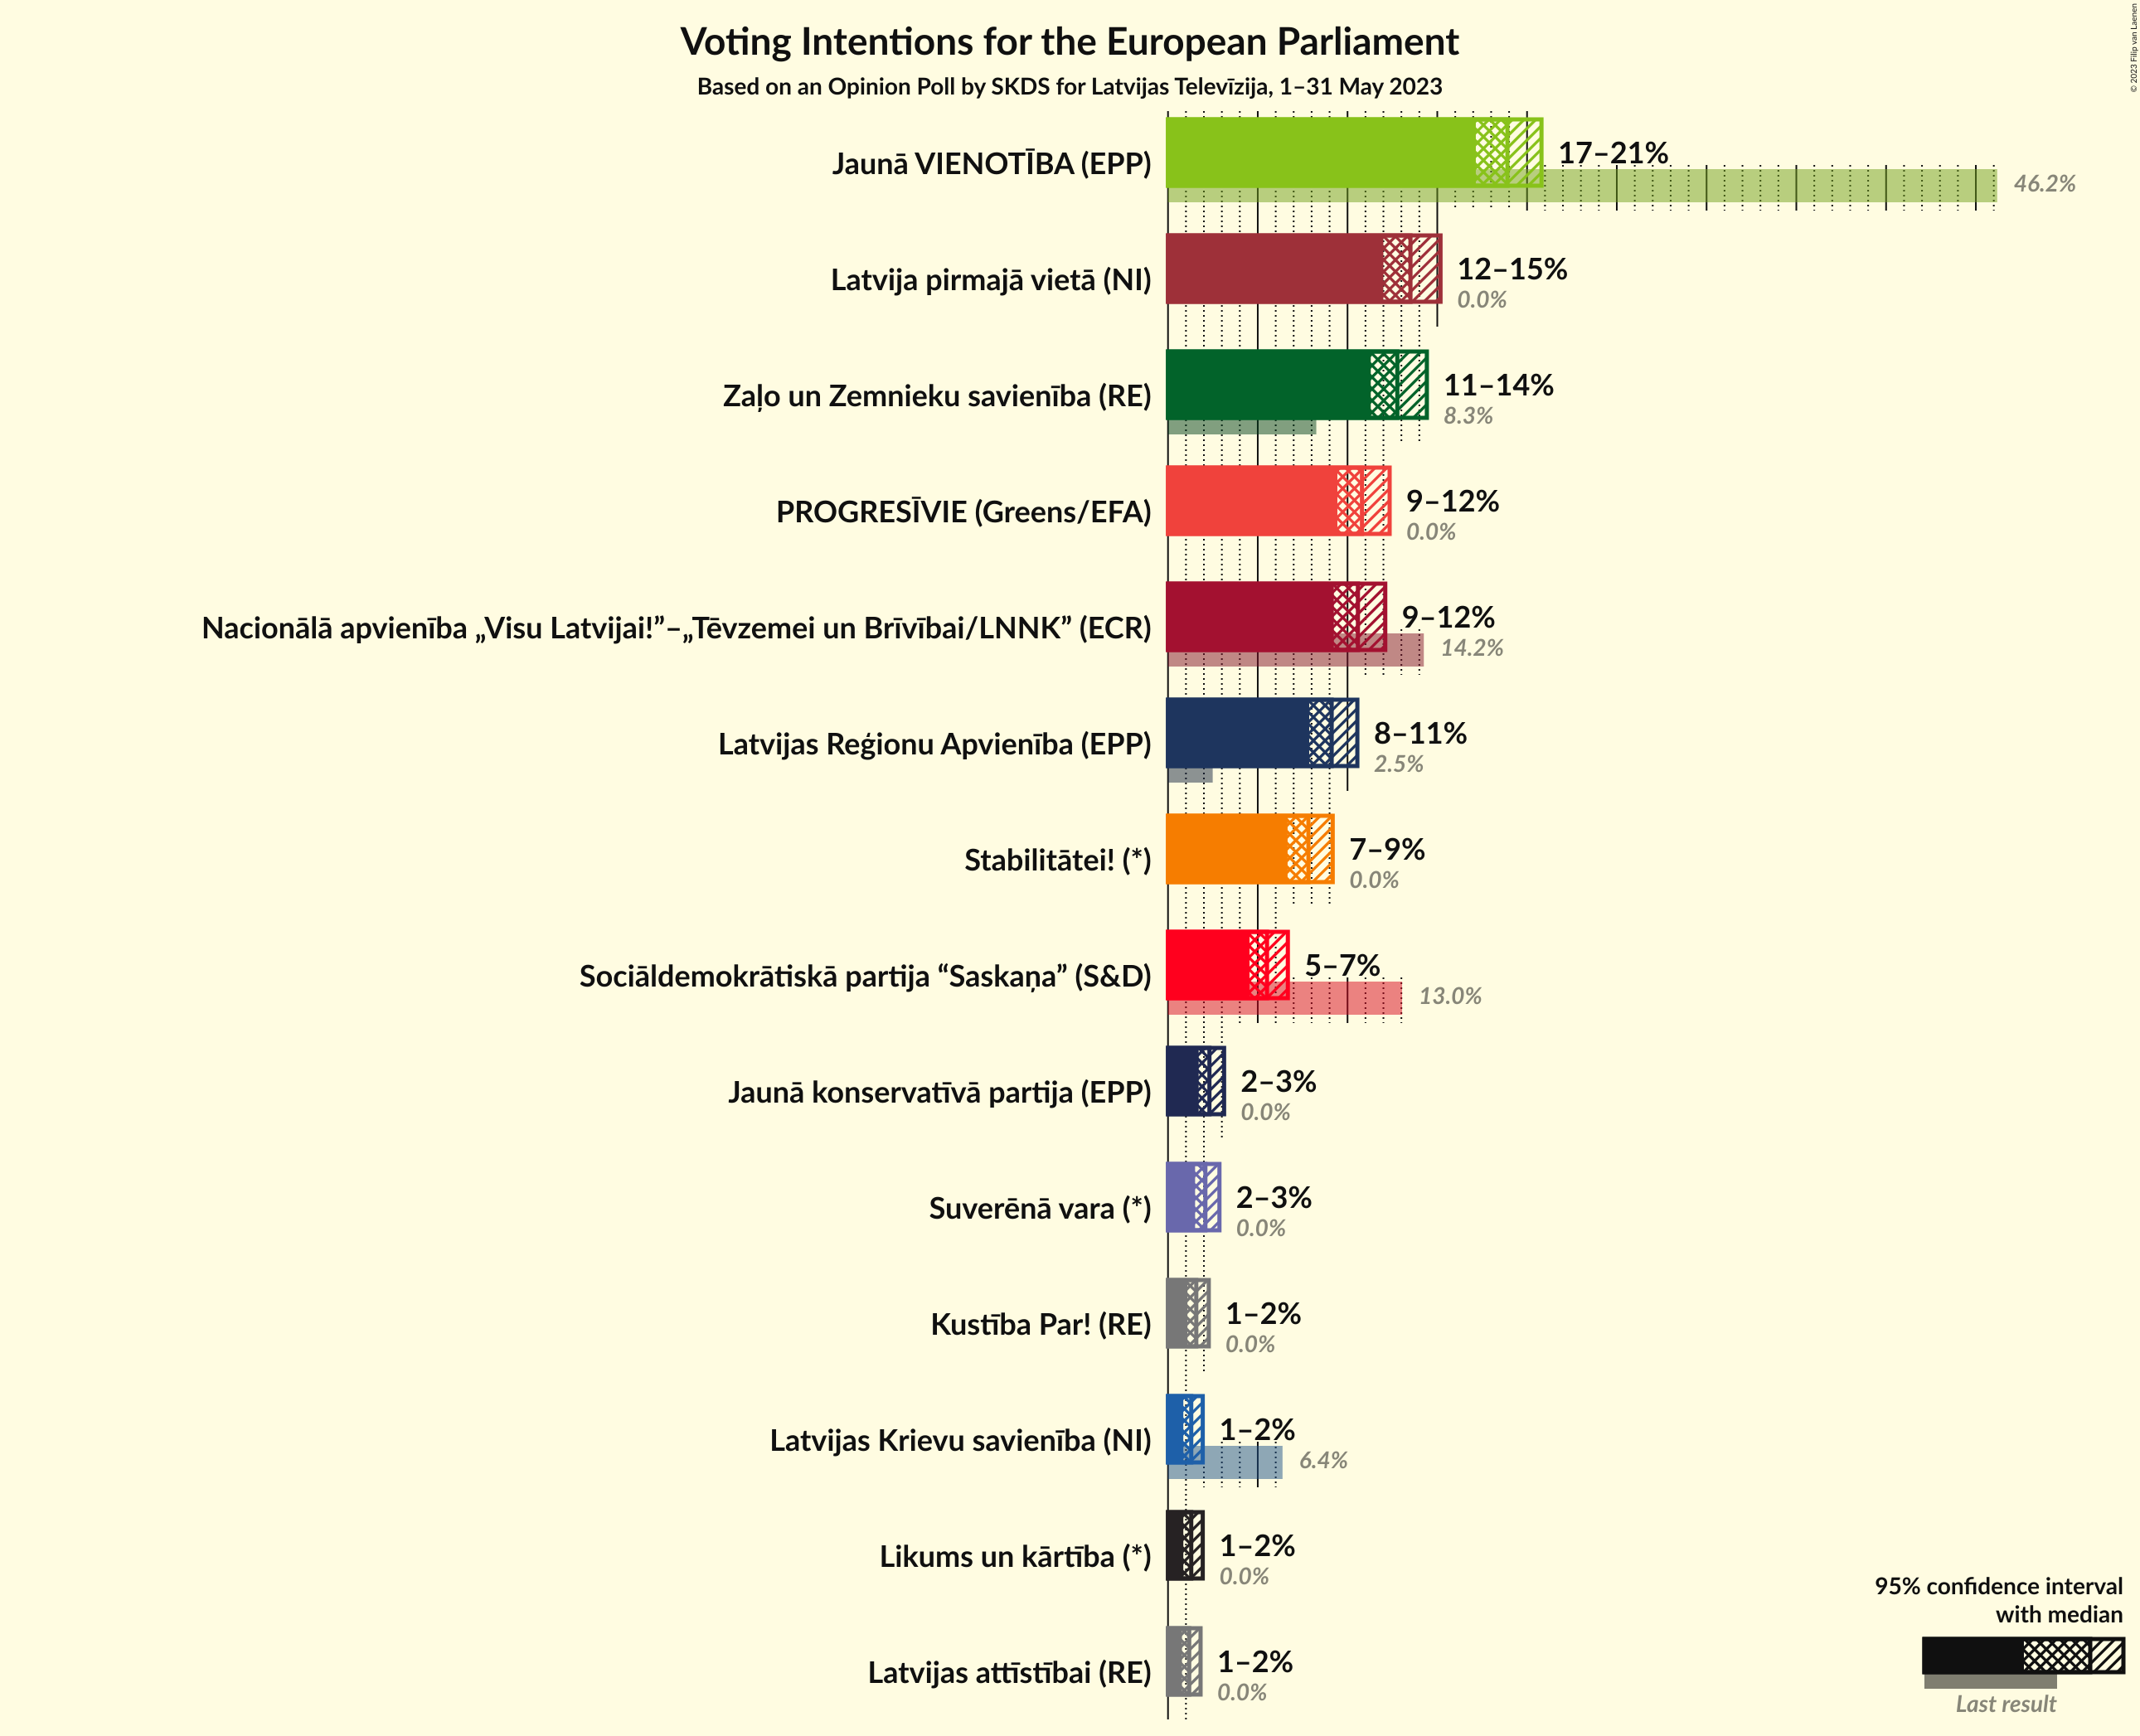 Voting Intentions for the European Parliament
Based on an Opinion Poll by SKDS for Latvijas Televīzija, 1–31 May 2023
© 2023 Filip van Laenen
Jaunā VIENOTĪBA (EPP)
17–21%
46.2%
Latvija pirmajā vietā (NI)
12–15%
0.0%
Zaļo un Zemnieku savienība (RE)
11–14%
8.3%
PROGRESĪVIE (Greens/EFA)
9–12%
0.0%
Nacionālā apvienība „Visu Latvijai!”–„Tēvzemei un Brīvībai/LNNK” (ECR)
9–12%
14.2%
Latvijas Reģionu Apvienība (EPP)
8–11%
2.5%
Stabilitātei! (*)
7–9%
0.0%
Sociāldemokrātiskā partija “Saskaņa” (S&D)
5–7%
13.0%
Jaunā konservatīvā partija (EPP)
2–3%
0.0%
Suverēnā vara (*)
2–3%
0.0%
Kustība Par! (RE)
1–2%
0.0%
Latvijas Krievu savienība (NI)
1–2%
6.4%
Likums un kārtība (*)
1–2%
0.0%
Latvijas attīstībai (RE)
1–2%
0.0%
95% confidence interval
with median
Last result